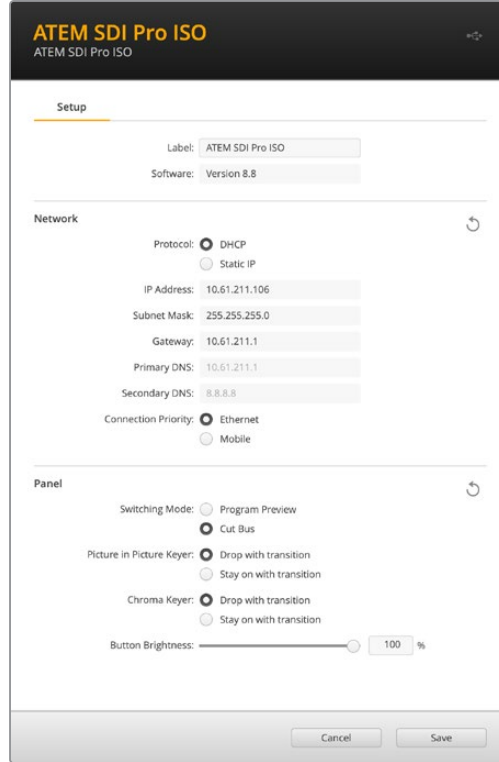 ATEM SDI Pro ISO
ATEM SDI Pro ISO
Setup
Label: ATEM SDI Pro ISO
Software: Version 8.8
Network
Protocol: DHCP
Static IP
IP Address: 10.61.211.106
Subnet Mask: 255.255.255.0
Gateway: 10.61.211.1
Primary DNS: 10.61.211.1
Secondary DNS: 8.8.8.8
Connection Priority: Ethernet
Mobile
Panel
Switching Mode: Program Preview
Cut Bus
Picture in Picture Keyer: Drop with transition
Stay on with transition
Chroma Keyer: Drop with transition
Stay on with transition
Button Brightness: 100 %
Cancel Save